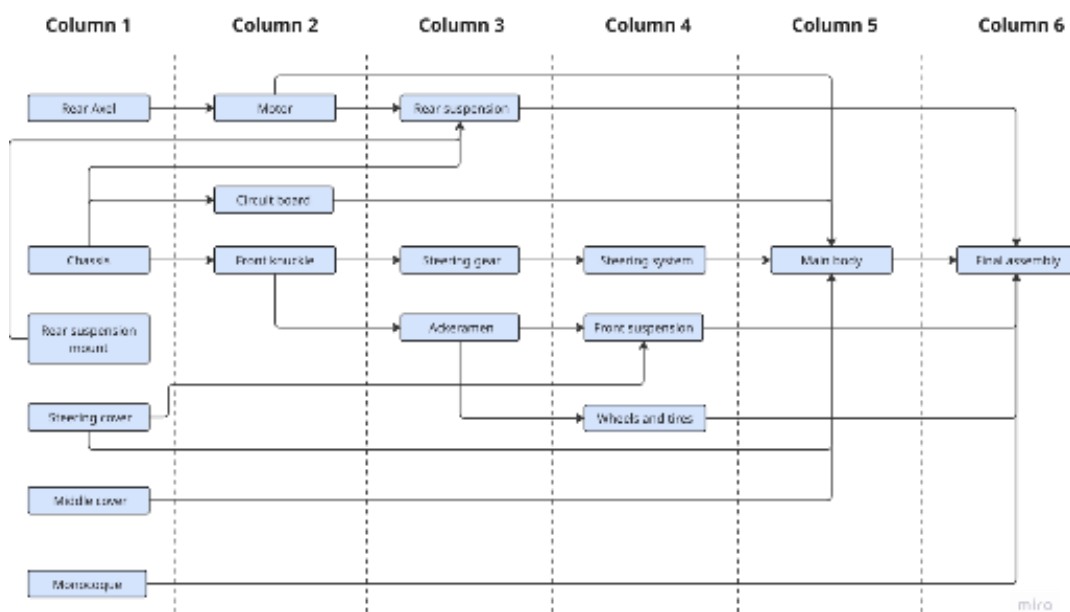 Column 1 Column 2 Column 3 Column 4 Column 5 Column 6
Rear Axel Motor Rear suspension
Circuit board
Chassis Front knuckle Steering gear Steering system Main body Final assembly
Rear suspension
mount
Ackeramen Front suspension
Steering cover Wheels and tires
Middle cover
Monocoque
miro